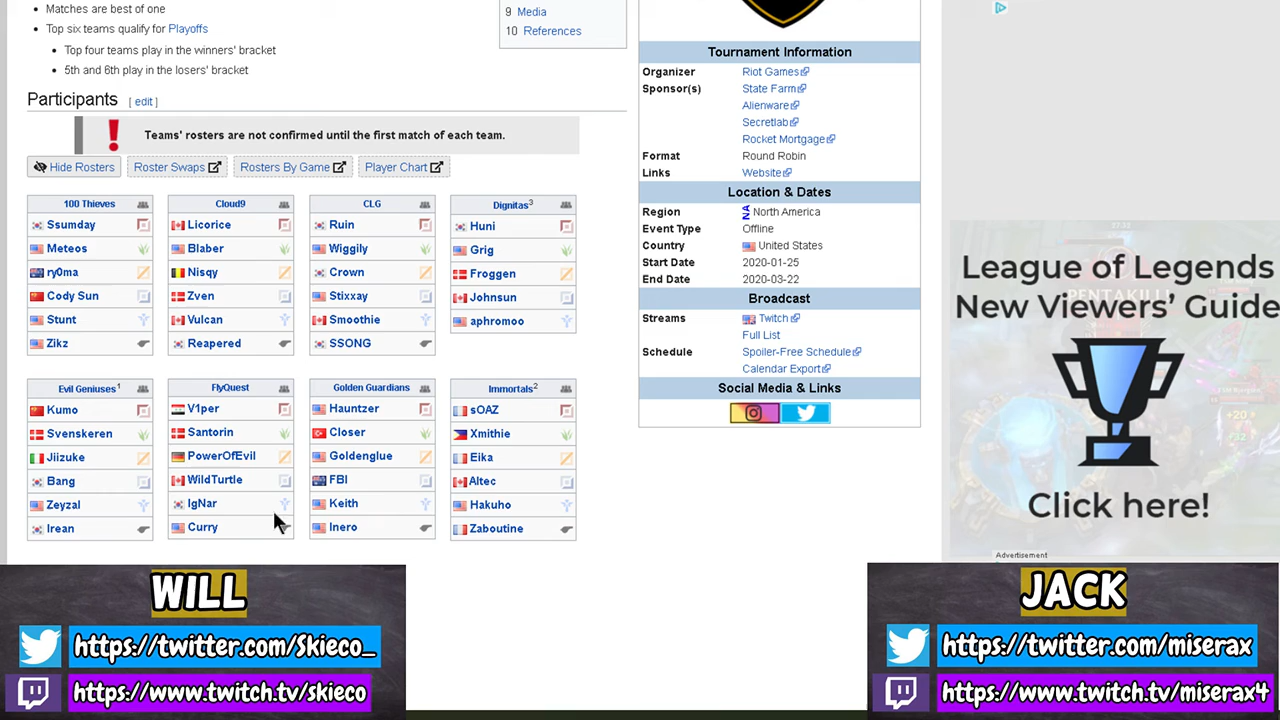 Matches are best of one
Top six teams qualify for Playoffs
Top four teams play in the winners' bracket
5th and 6th play in the losers' bracket
9 Media
10 References
Participants [ edit ]
Teams' rosters are not confirmed until the first match of each team.
Hide Rosters Roster Swaps Rosters By Game Player Chart
100 Thieves
Ssumday
Meteos
ry0ma
Cody Sun
Stunt
Zikz
Cloud9
Licorice
Blaber
Nisqy
Zven
Vulcan
Reapered
CLG
Ruin
Wiggily
Crown
Stixxay
Smoothie
SSONG
Dignitas3
Huni
Grig
Froggen
Johnsun
aphromoo
Evil Geniuses1
Kumo
Svenskeren
Jiizuke
Bang
Zeyzal
Irean
FlyQuest
V1per
Santorin
PowerOfEvil
WildTurtle
IgNar
Curry
Golden Guardians
Hauntzer
Closer
Goldenglue
FBI
Keith
Inero
Immortals2
sOAZ
Xmithie
Eika
Altec
Hakuho
Zaboutine
Tournament Information
Organizer Riot Games
Sponsor(s) State Farm
Alienware
Secretlab
Rocket Mortgage
Format Round Robin
Links Website
Location & Dates
Region North America
Event Type Offline
Country United States
Start Date 2020-01-25
End Date 2020-03-22
Broadcast
Streams Twitch
Full List
Schedule Spoiler-Free Schedule
Calendar Export
Social Media & Links
League of Legends
New Viewers' Guide
PENTAKILL!
Click here!
Advertisement
WILL
https://twitter.com/Skieco_
https://www.twitch.tv/skieco
JACK
https://twitter.com/miserax
https://www.twitch.tv/miserax4